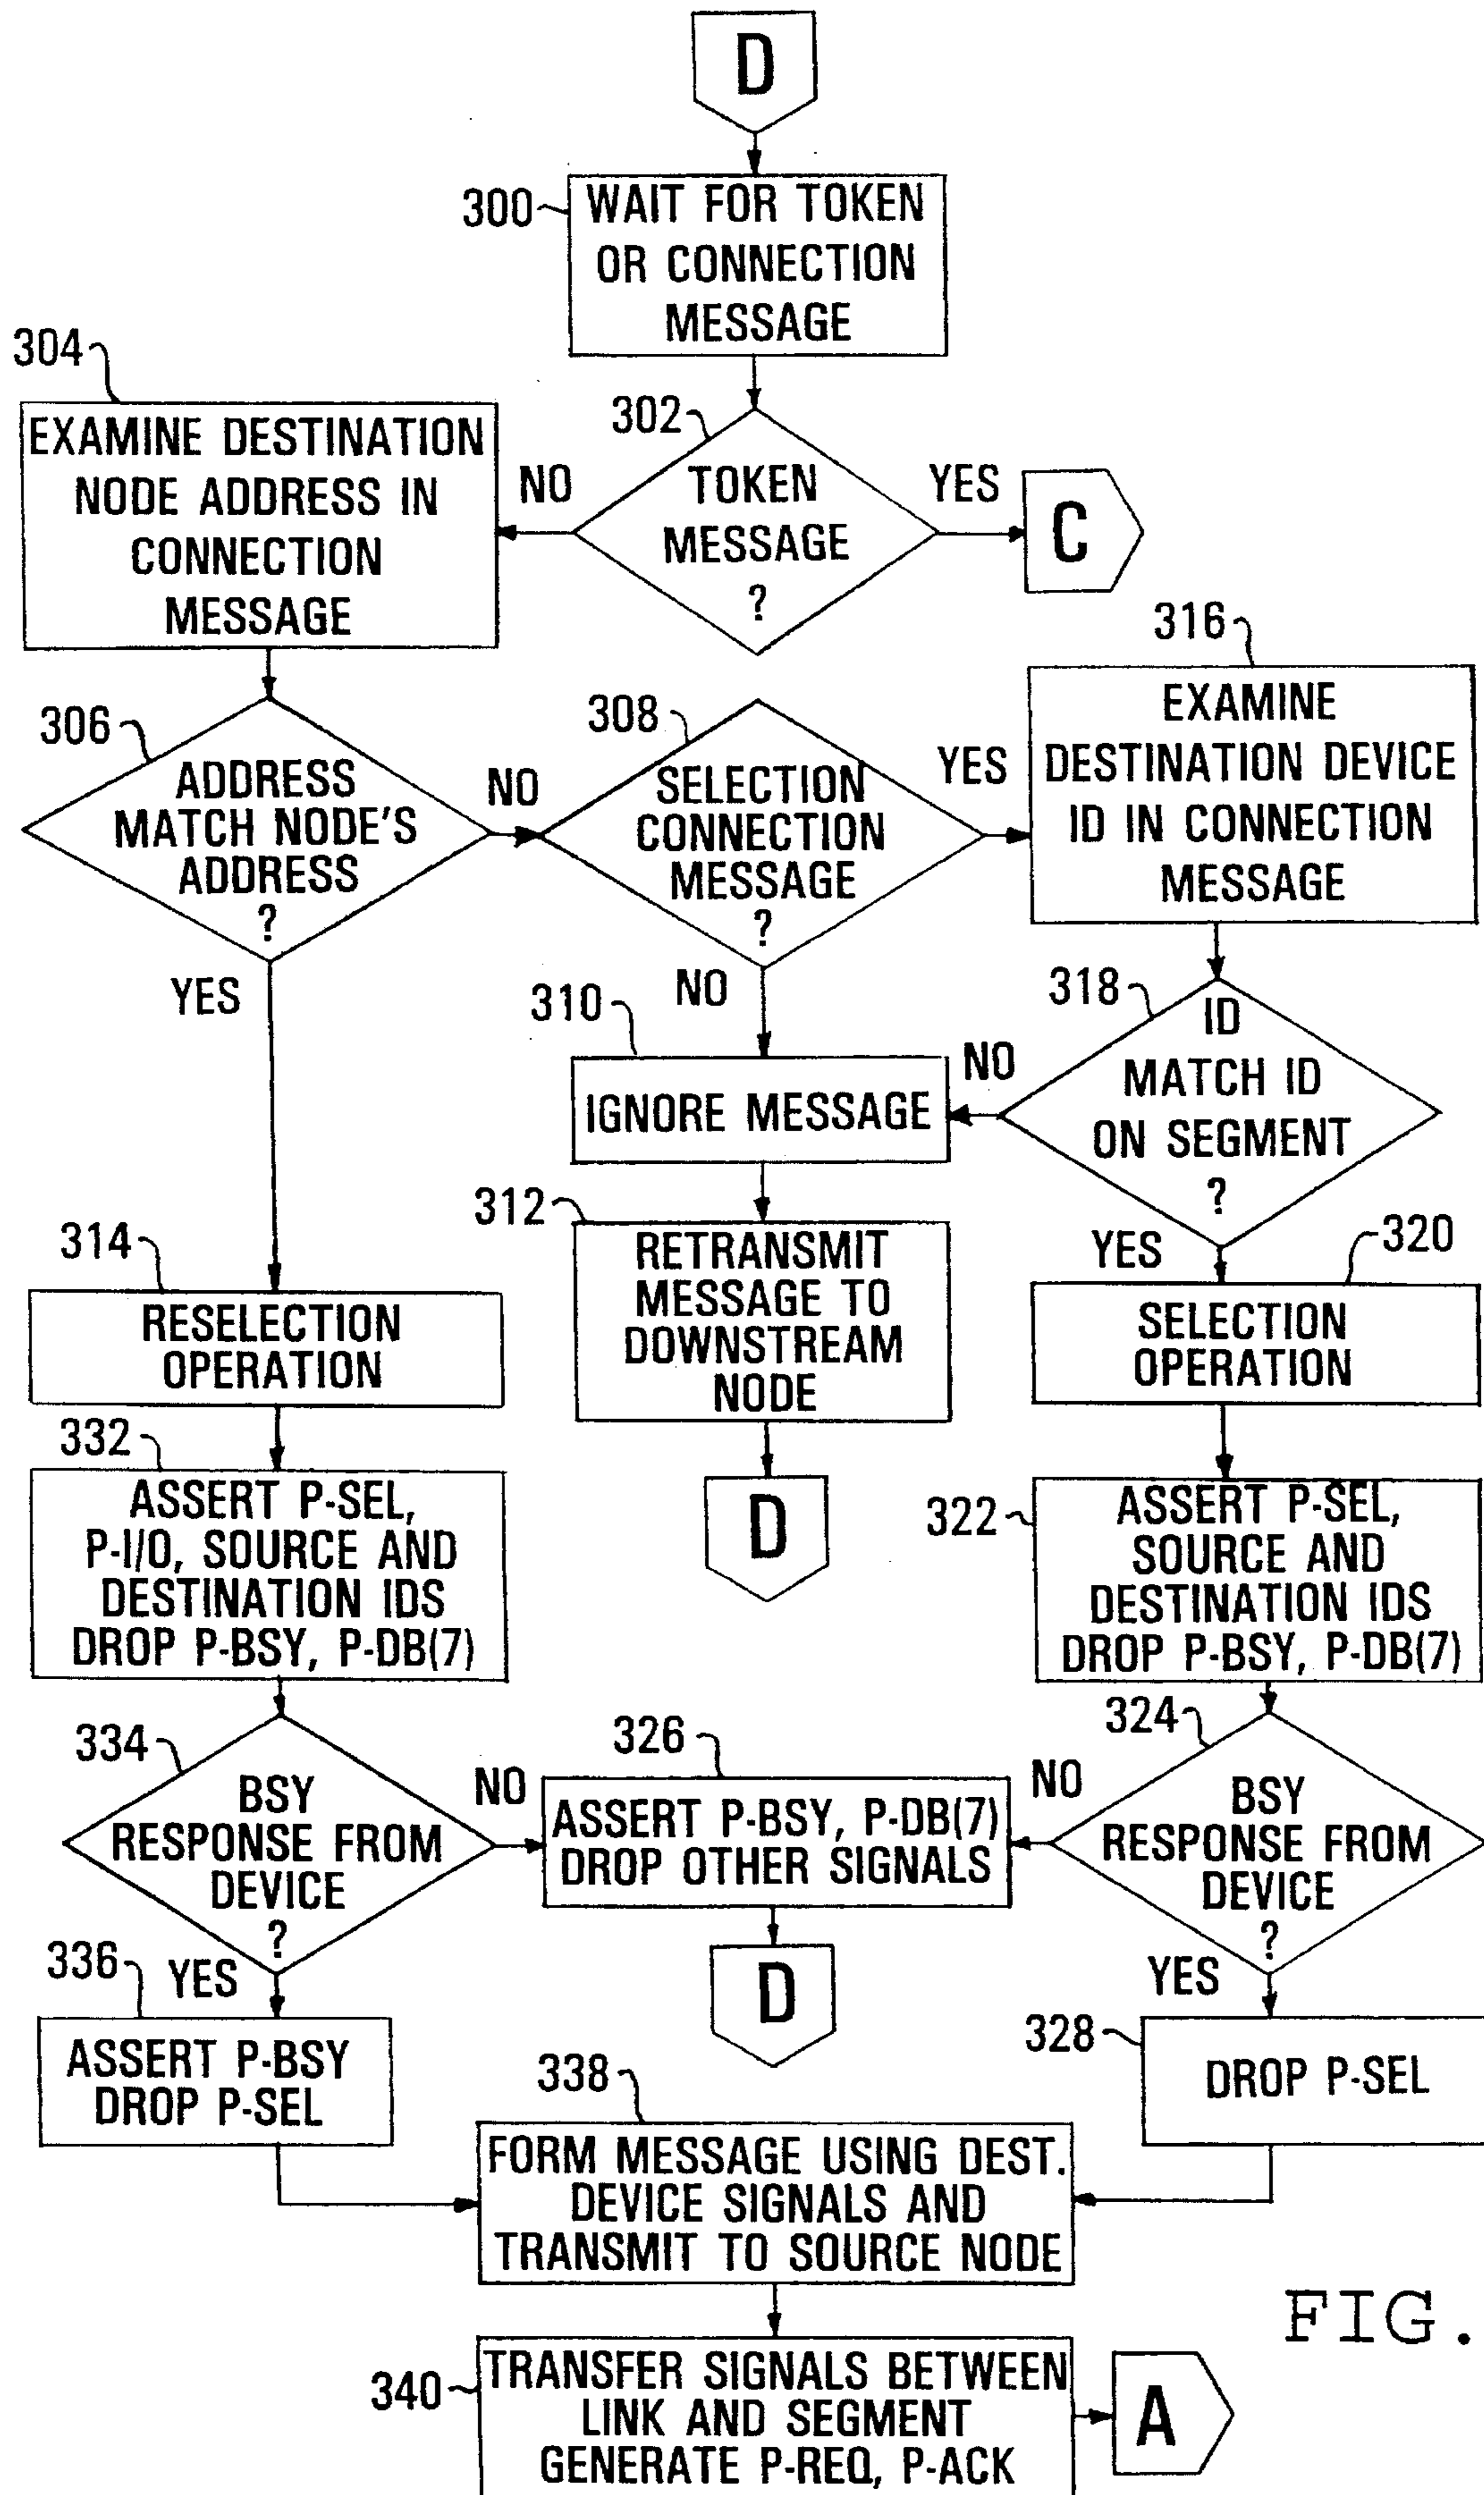 D
300
WAIT FOR TOKEN
OR CONNECTION
MESSAGE
304
EXAMINE DESTINATION
NODE ADDRESS IN
CONNECTION
MESSAGE
302
NO
TOKEN
MESSAGE
?
YES
C
306
ADDRESS
MATCH NODE'S
ADDRESS
?
NO
YES
308
SELECTION
CONNECTION
MESSAGE
?
YES
NO
316
EXAMINE
DESTINATION DEVICE
ID IN CONNECTION
MESSAGE
310
IGNORE MESSAGE
318
NO
ID
MATCH ID
ON SEGMENT
?
YES
312
RETRANSMIT
MESSAGE TO
DOWNSTREAM
NODE
D
314
RESELECTION
OPERATION
320
SELECTION
OPERATION
332
ASSERT P-SEL,
P-I/O, SOURCE AND
DESTINATION IDS
DROP P-BSY, P-DB(7)
322
ASSERT P-SEL,
SOURCE AND
DESTINATION IDS
DROP P-BSY, P-DB(7)
334
BSY
RESPONSE FROM
DEVICE
?
NO
YES
326
ASSERT P-BSY, P-DB(7)
DROP OTHER SIGNALS
D
324
NO
BSY
RESPONSE FROM
DEVICE
?
YES
336
ASSERT P-BSY
DROP P-SEL
328
DROP P-SEL
338
FORM MESSAGE USING DEST.
DEVICE SIGNALS AND
TRANSMIT TO SOURCE NODE
340
TRANSFER SIGNALS BETWEEN
LINK AND SEGMENT
GENERATE P-REQ, P-ACK
A
FIG.